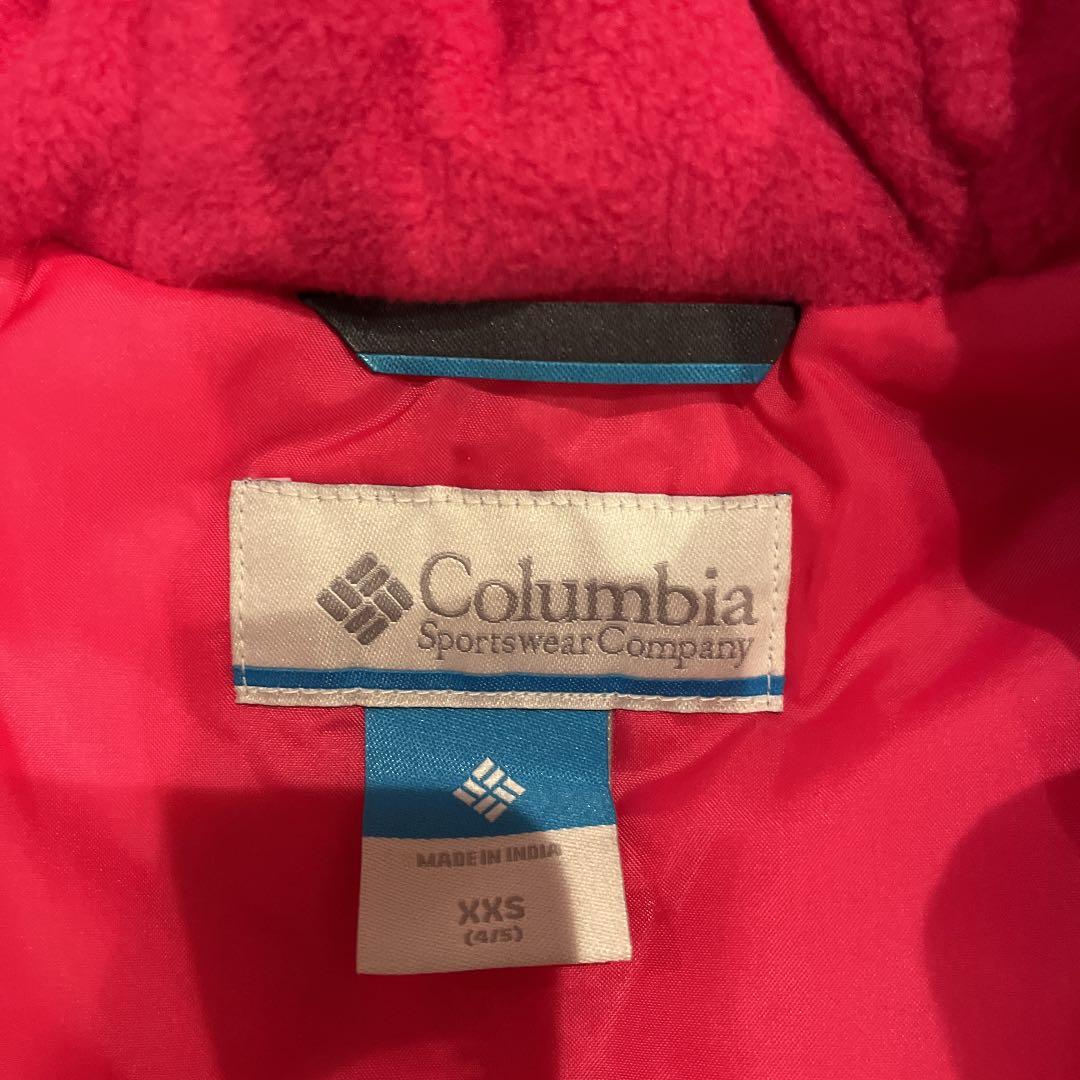 Columbia
Sportswear Company
MADE IN INDIA
XXS
(4/5)